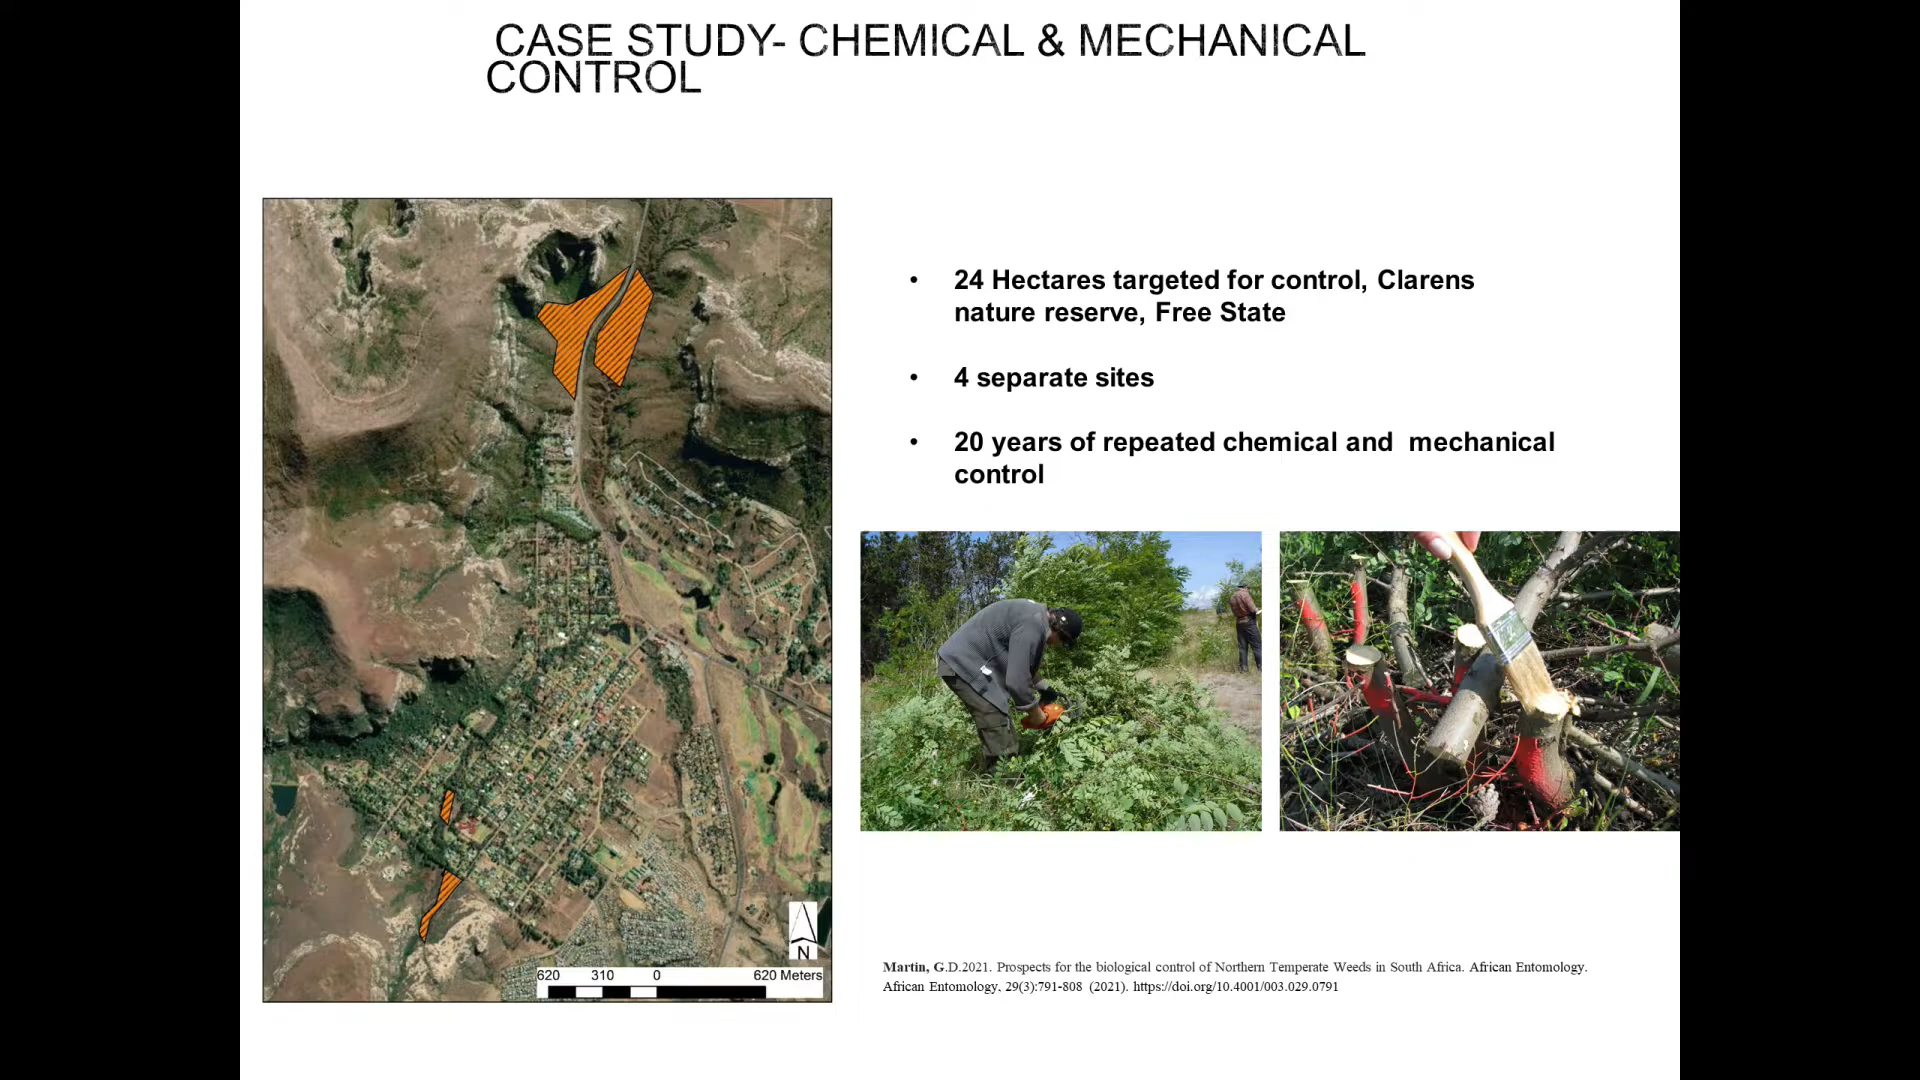 CASE STUDY- CHEMICAL & MECHANICAL
CONTROL
• 24 Hectares targeted for control, Clarens
nature reserve, Free State
• 4 separate sites
• 20 years of repeated chemical and mechanical
control
N
620 310 0 620 Meters
Martin, G.D.2021. Prospects for the biological control of Northern Temperate Weeds in South Africa. African Entomology.
African Entomology, 29(3):791-808 (2021). https://doi.org/10.4001/003.029.0791